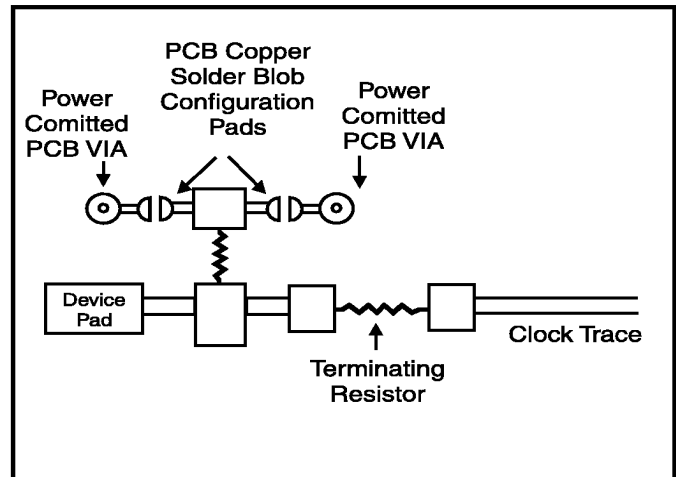 PCB Copper
Solder Blob
Configuration
Pads
Power
Comitted
PCB VIA
Power
Comitted
PCB VIA
Device
Pad
Clock Trace
Terminating
Resistor